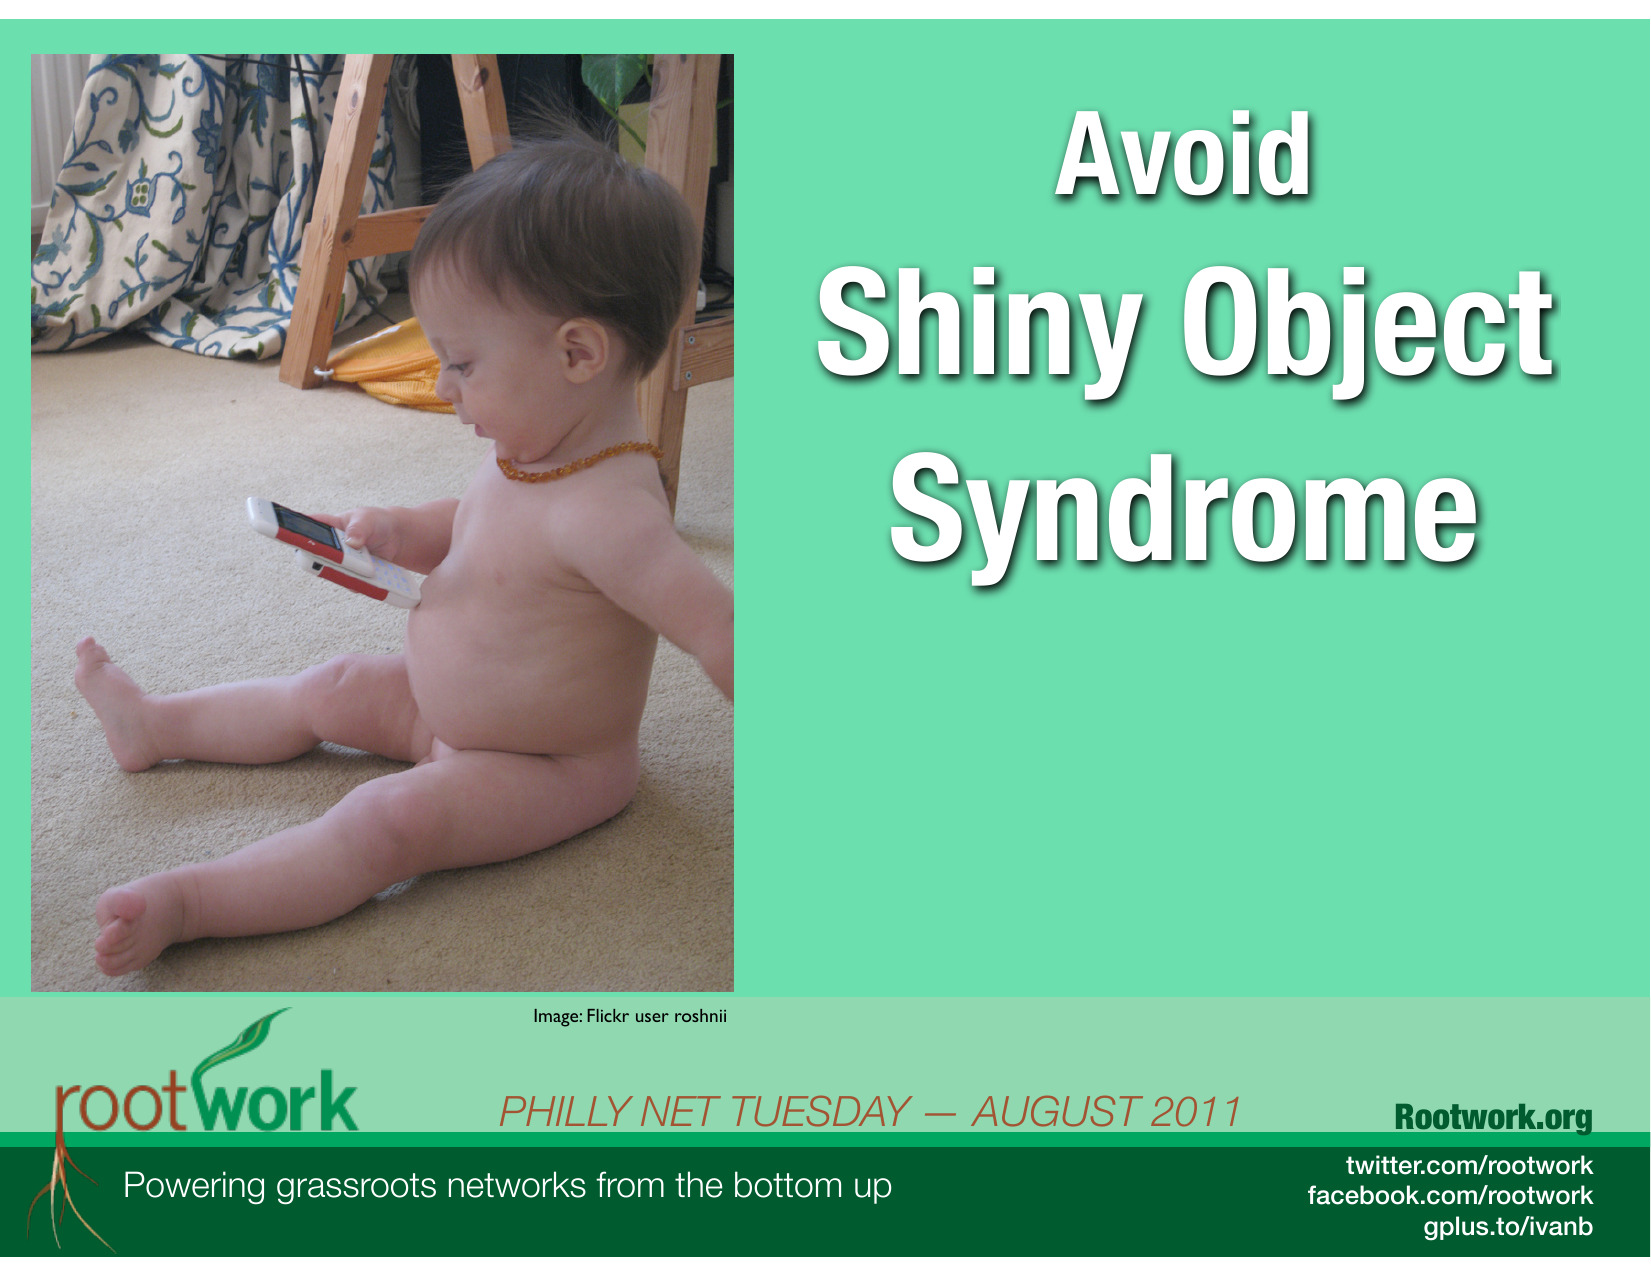 Avoid
Shiny Object
Syndrome
Image: Flickr user roshnii
rootwork
PHILLY NET TUESDAY — AUGUST 2011
Rootwork.org
Powering grassroots networks from the bottom up
twitter.com/rootwork
facebook.com/rootwork
gplus.to/ivanb